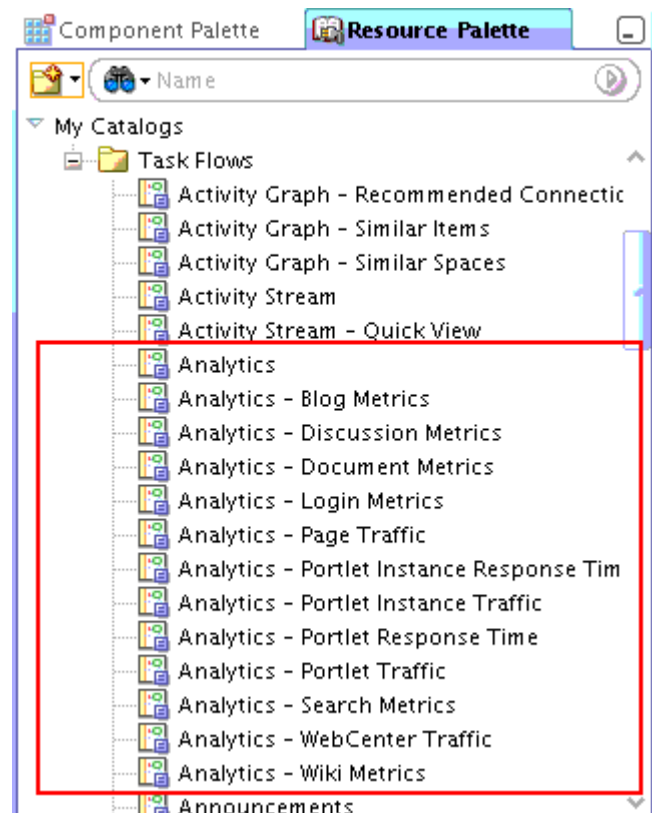 Component Palette
Resource Palette
Name
My Catalogs
Task Flows
Activity Graph - Recommended Connectic
Activity Graph - Similar Items
Activity Graph - Similar Spaces
Activity Stream
Activity Stream - Quick View
Analytics
Analytics - Blog Metrics
Analytics - Discussion Metrics
Analytics - Document Metrics
Analytics - Login Metrics
Analytics - Page Traffic
Analytics - Portlet Instance Response Tim
Analytics - Portlet Instance Traffic
Analytics - Portlet Response Time
Analytics - Portlet Traffic
Analytics - Search Metrics
Analytics - WebCenter Traffic
Analytics - Wiki Metrics
Announcements